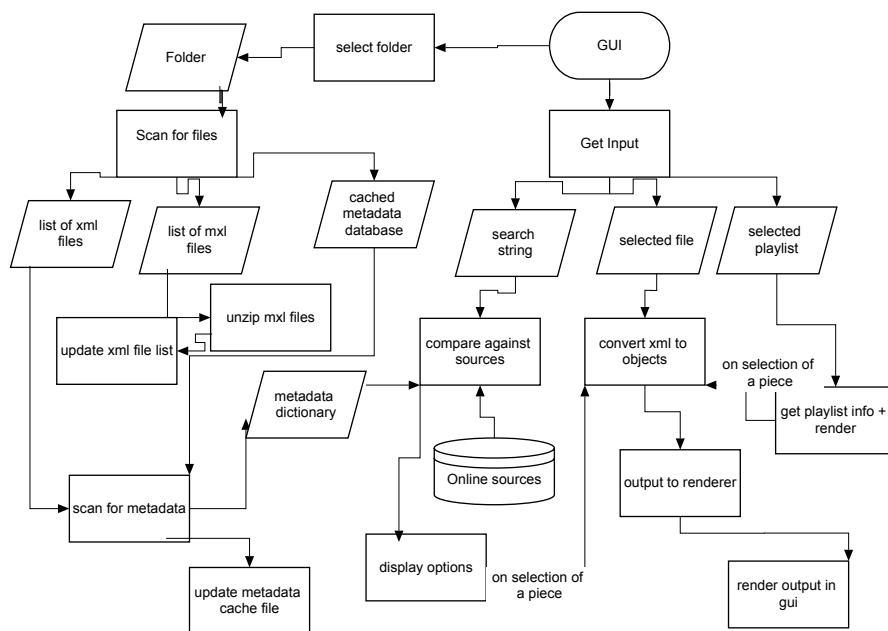 GUI
select folder
Folder
Scan for files
Get Input
list of xml
files
list of mxl
files
cached
metadata
database
search
string
selected file
selected
playlist
unzip mxl files
update xml file list
compare against
sources
convert xml to
objects
on selection of
a piece
get playlist info +
render
metadata
dictionary
Online sources
output to renderer
scan for metadata
display options
on selection of
a piece
render output in
gui
update metadata
cache file